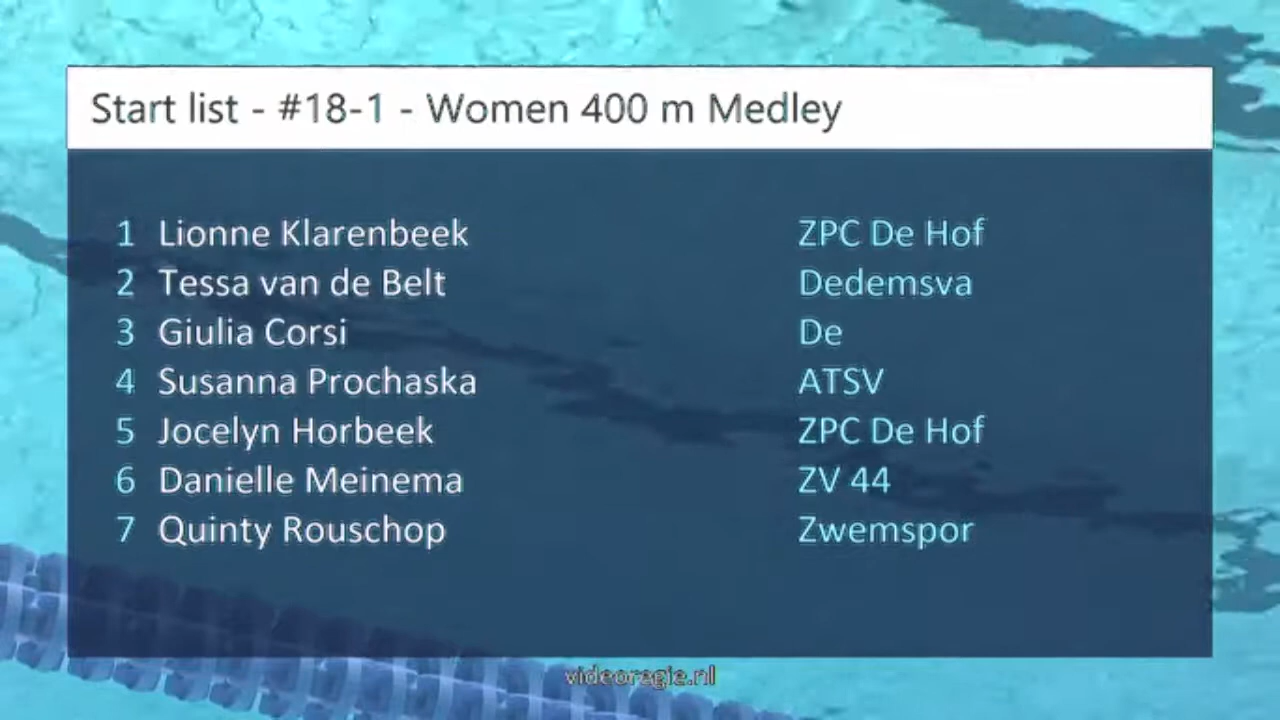 Start list - #18-1 - Women 400 m Medley
1 Lionne Klarenbeek ZPC De Hof
2 Tessa van de Belt Dedemsva
3 Giulia Corsi De
4 Susanna Prochaska ATSV
5 Jocelyn Horbeek ZPC De Hof
6 Danielle Meinema ZV 44
7 Quinty Rouschop Zwemspor
videoregie.nl